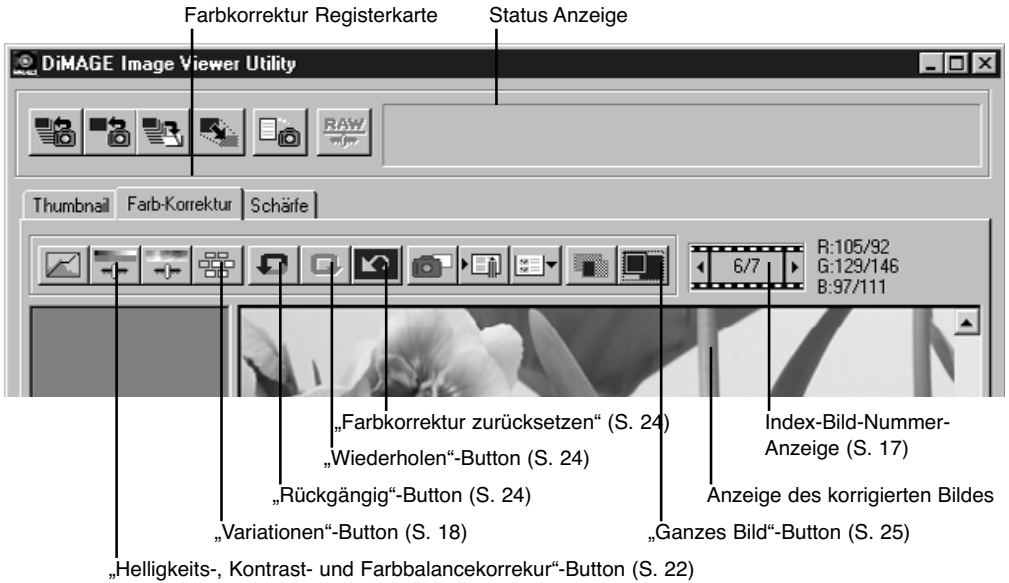 Farbkorrektur Registerkarte
Status Anzeige
DiMAGE Image Viewer Utility
RAW
Thumbnail
Farb-Korrektur
Schärfe
6/7
R:105/92
G:129/146
B:97/111
„Farbkorrektur zurücksetzen“ (S. 24)
Index-Bild-Nummer-
Anzeige (S. 17)
„Wiederholen“-Button (S. 24)
„Rückgängig“-Button (S. 24)
Anzeige des korrigierten Bildes
„Variationen“-Button (S. 18)
„Ganzes Bild“-Button (S. 25)
„Helligkeits-, Kontrast- und Farbbalancekorrekur“-Button (S. 22)